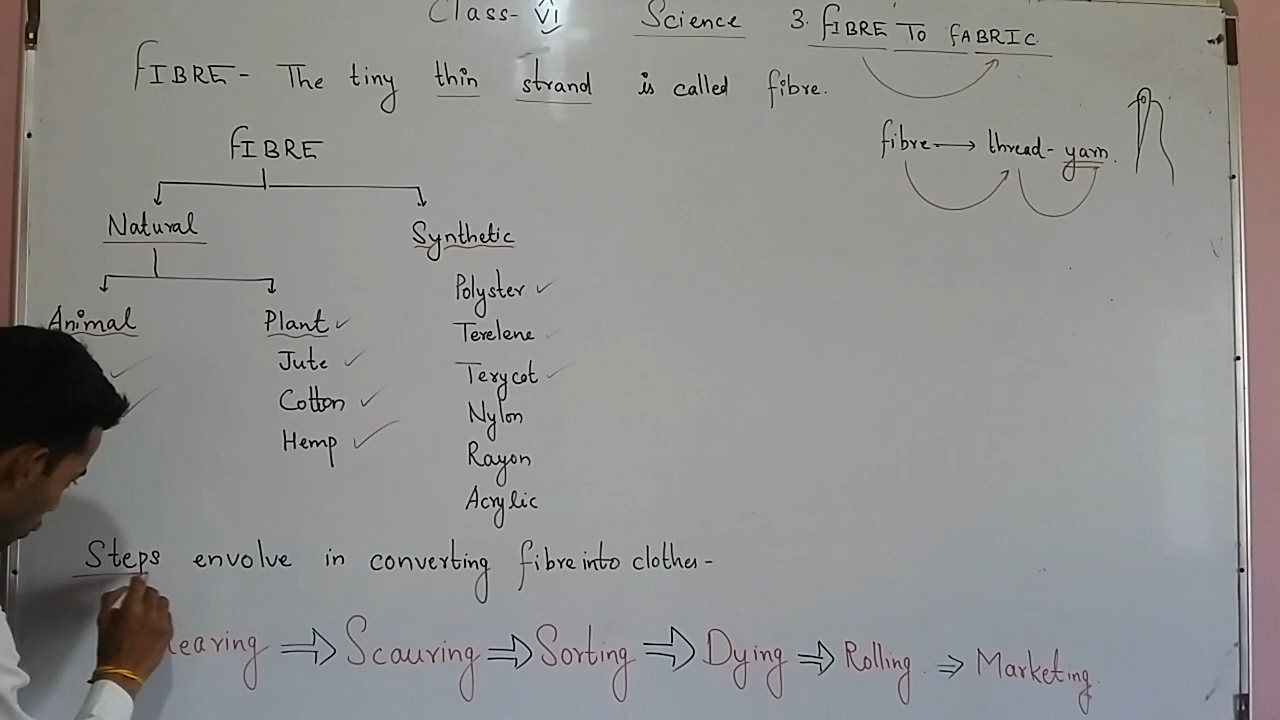 Class- VI Science 3. FIBRE TO FABRIC
FIBRE - The tiny thin strand is called fibre.
fibre → thread - yarn.
FIBRE
Natural Synthetic
Animal Plant
Jute
Cotton
Hemp
Polyster
Terelene
Terycot
Nylon
Rayon
Acrylic
Steps envolve in converting fibre into clothes -
⇒ Scauring ⇒ Sorting ⇒ Dying ⇒ Rolling ⇒ Marketing